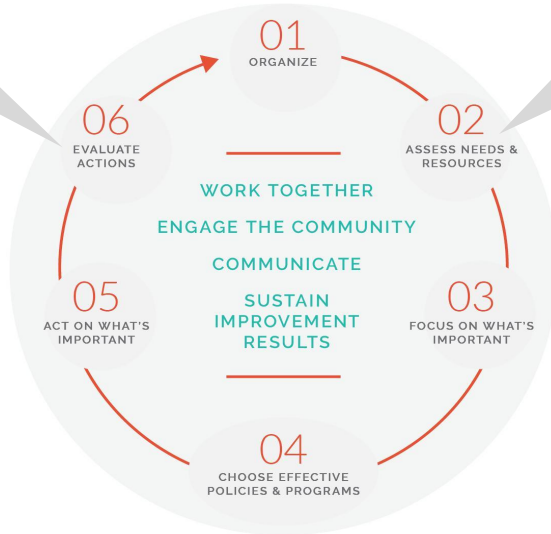 01
ORGANIZE
02
ASSESS NEEDS &
RESOURCES
03
FOCUS ON WHAT'S
IMPORTANT
04
CHOOSE EFFECTIVE
POLICIES & PROGRAMS
05
ACT ON WHAT'S
IMPORTANT
06
EVALUATE
ACTIONS
WORK TOGETHER
ENGAGE THE COMMUNITY
COMMUNICATE
SUSTAIN
IMPROVEMENT
RESULTS